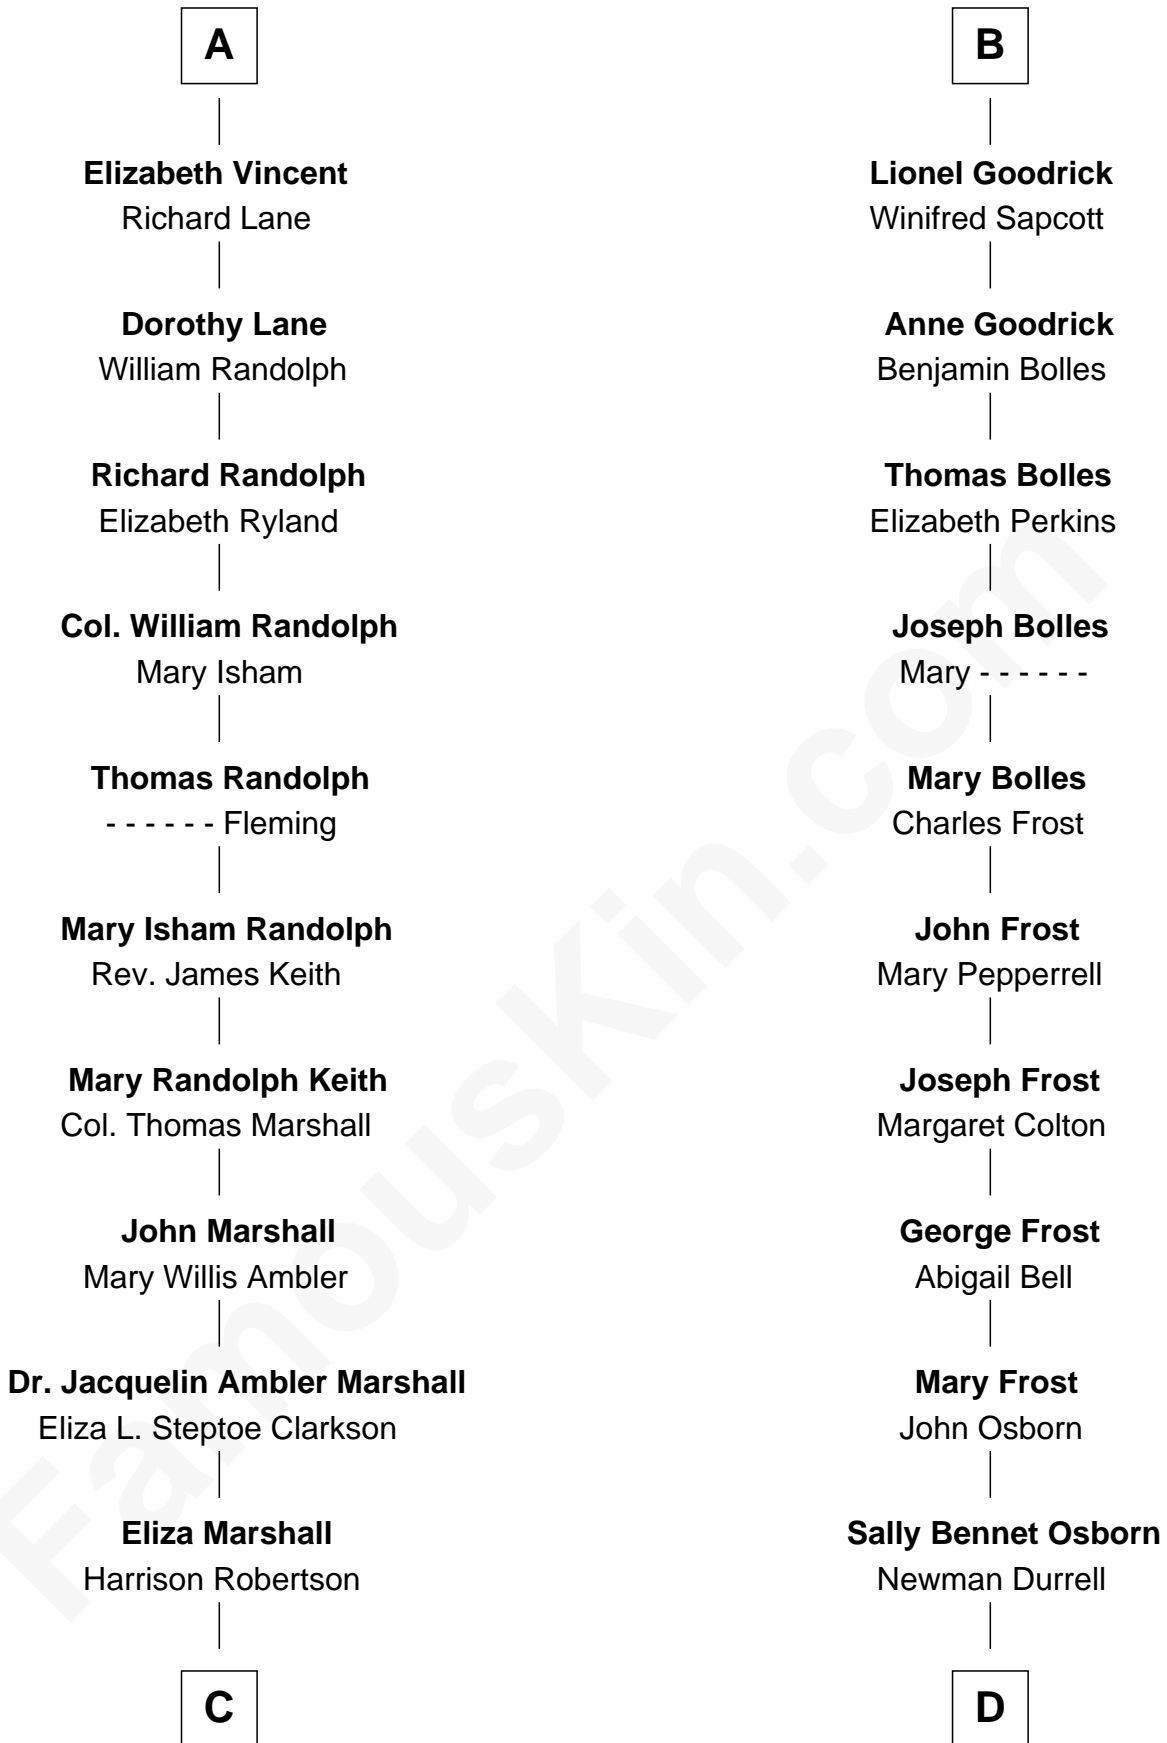 A
Elizabeth Vincent
Richard Lane
Dorothy Lane
William Randolph
Richard Randolph
Elizabeth Ryland
Col. William Randolph
Mary Isham
Thomas Randolph
- - - - - - Fleming
Mary Isham Randolph
Rev. James Keith
Mary Randolph Keith
Col. Thomas Marshall
John Marshall
Mary Willis Ambler
Dr. Jacquelin Ambler Marshall
Eliza L. Steptoe Clarkson
Eliza Marshall
Harrison Robertson
C
B
Lionel Goodrick
Winifred Sapcott
Anne Goodrick
Benjamin Bolles
Thomas Bolles
Elizabeth Perkins
Joseph Bolles
Mary - - - - - -
Mary Bolles
Charles Frost
John Frost
Mary Pepperrell
Joseph Frost
Margaret Colton
George Frost
Abigail Bell
Mary Frost
John Osborn
Sally Bennet Osborn
Newman Durrell
D
FamousKin.com